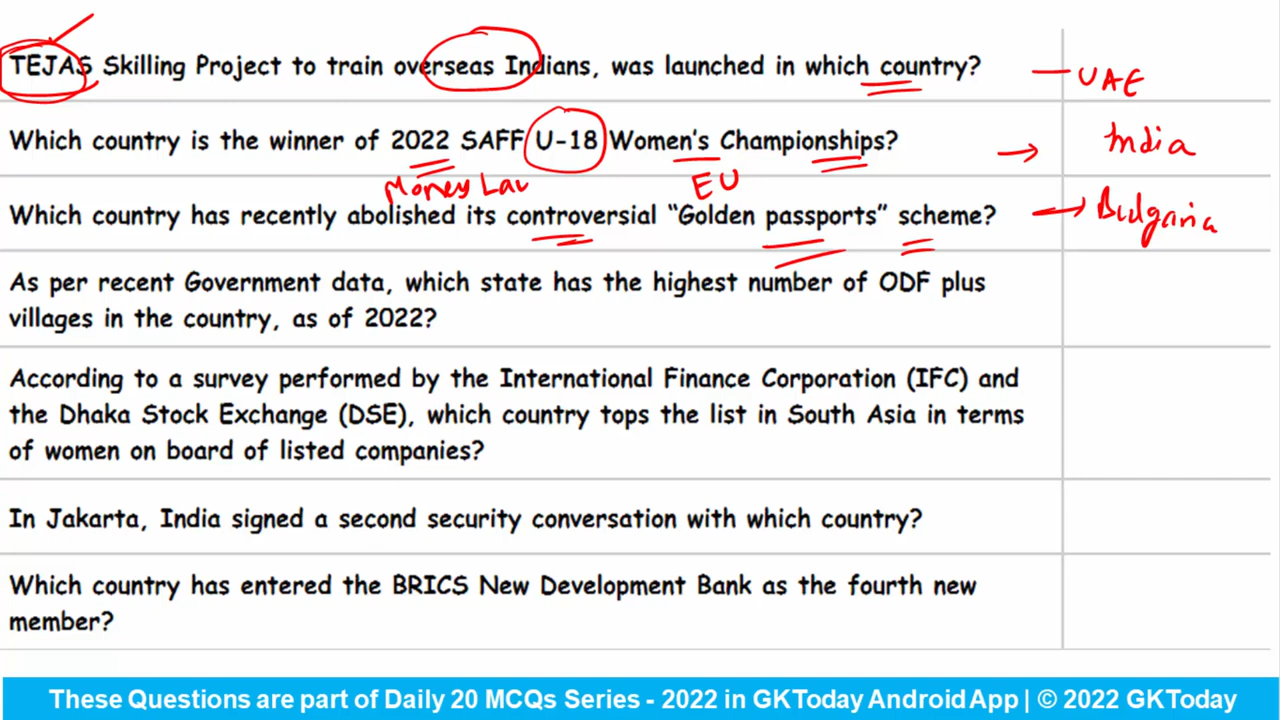 TEJAS Skilling Project to train overseas Indians, was launched in which country?
UAE
Which country is the winner of 2022 SAFF U-18 Women's Championships?
India
Money Lau
EU
Which country has recently abolished its controversial "Golden passports" scheme?
Bulgaria
As per recent Government data, which state has the highest number of ODF plus
villages in the country, as of 2022?
According to a survey performed by the International Finance Corporation (IFC) and
the Dhaka Stock Exchange (DSE), which country tops the list in South Asia in terms
of women on board of listed companies?
In Jakarta, India signed a second security conversation with which country?
Which country has entered the BRICS New Development Bank as the fourth new
member?
These Questions are part of Daily 20 MCQs Series - 2022 in GKToday Android App | © 2022 GKToday